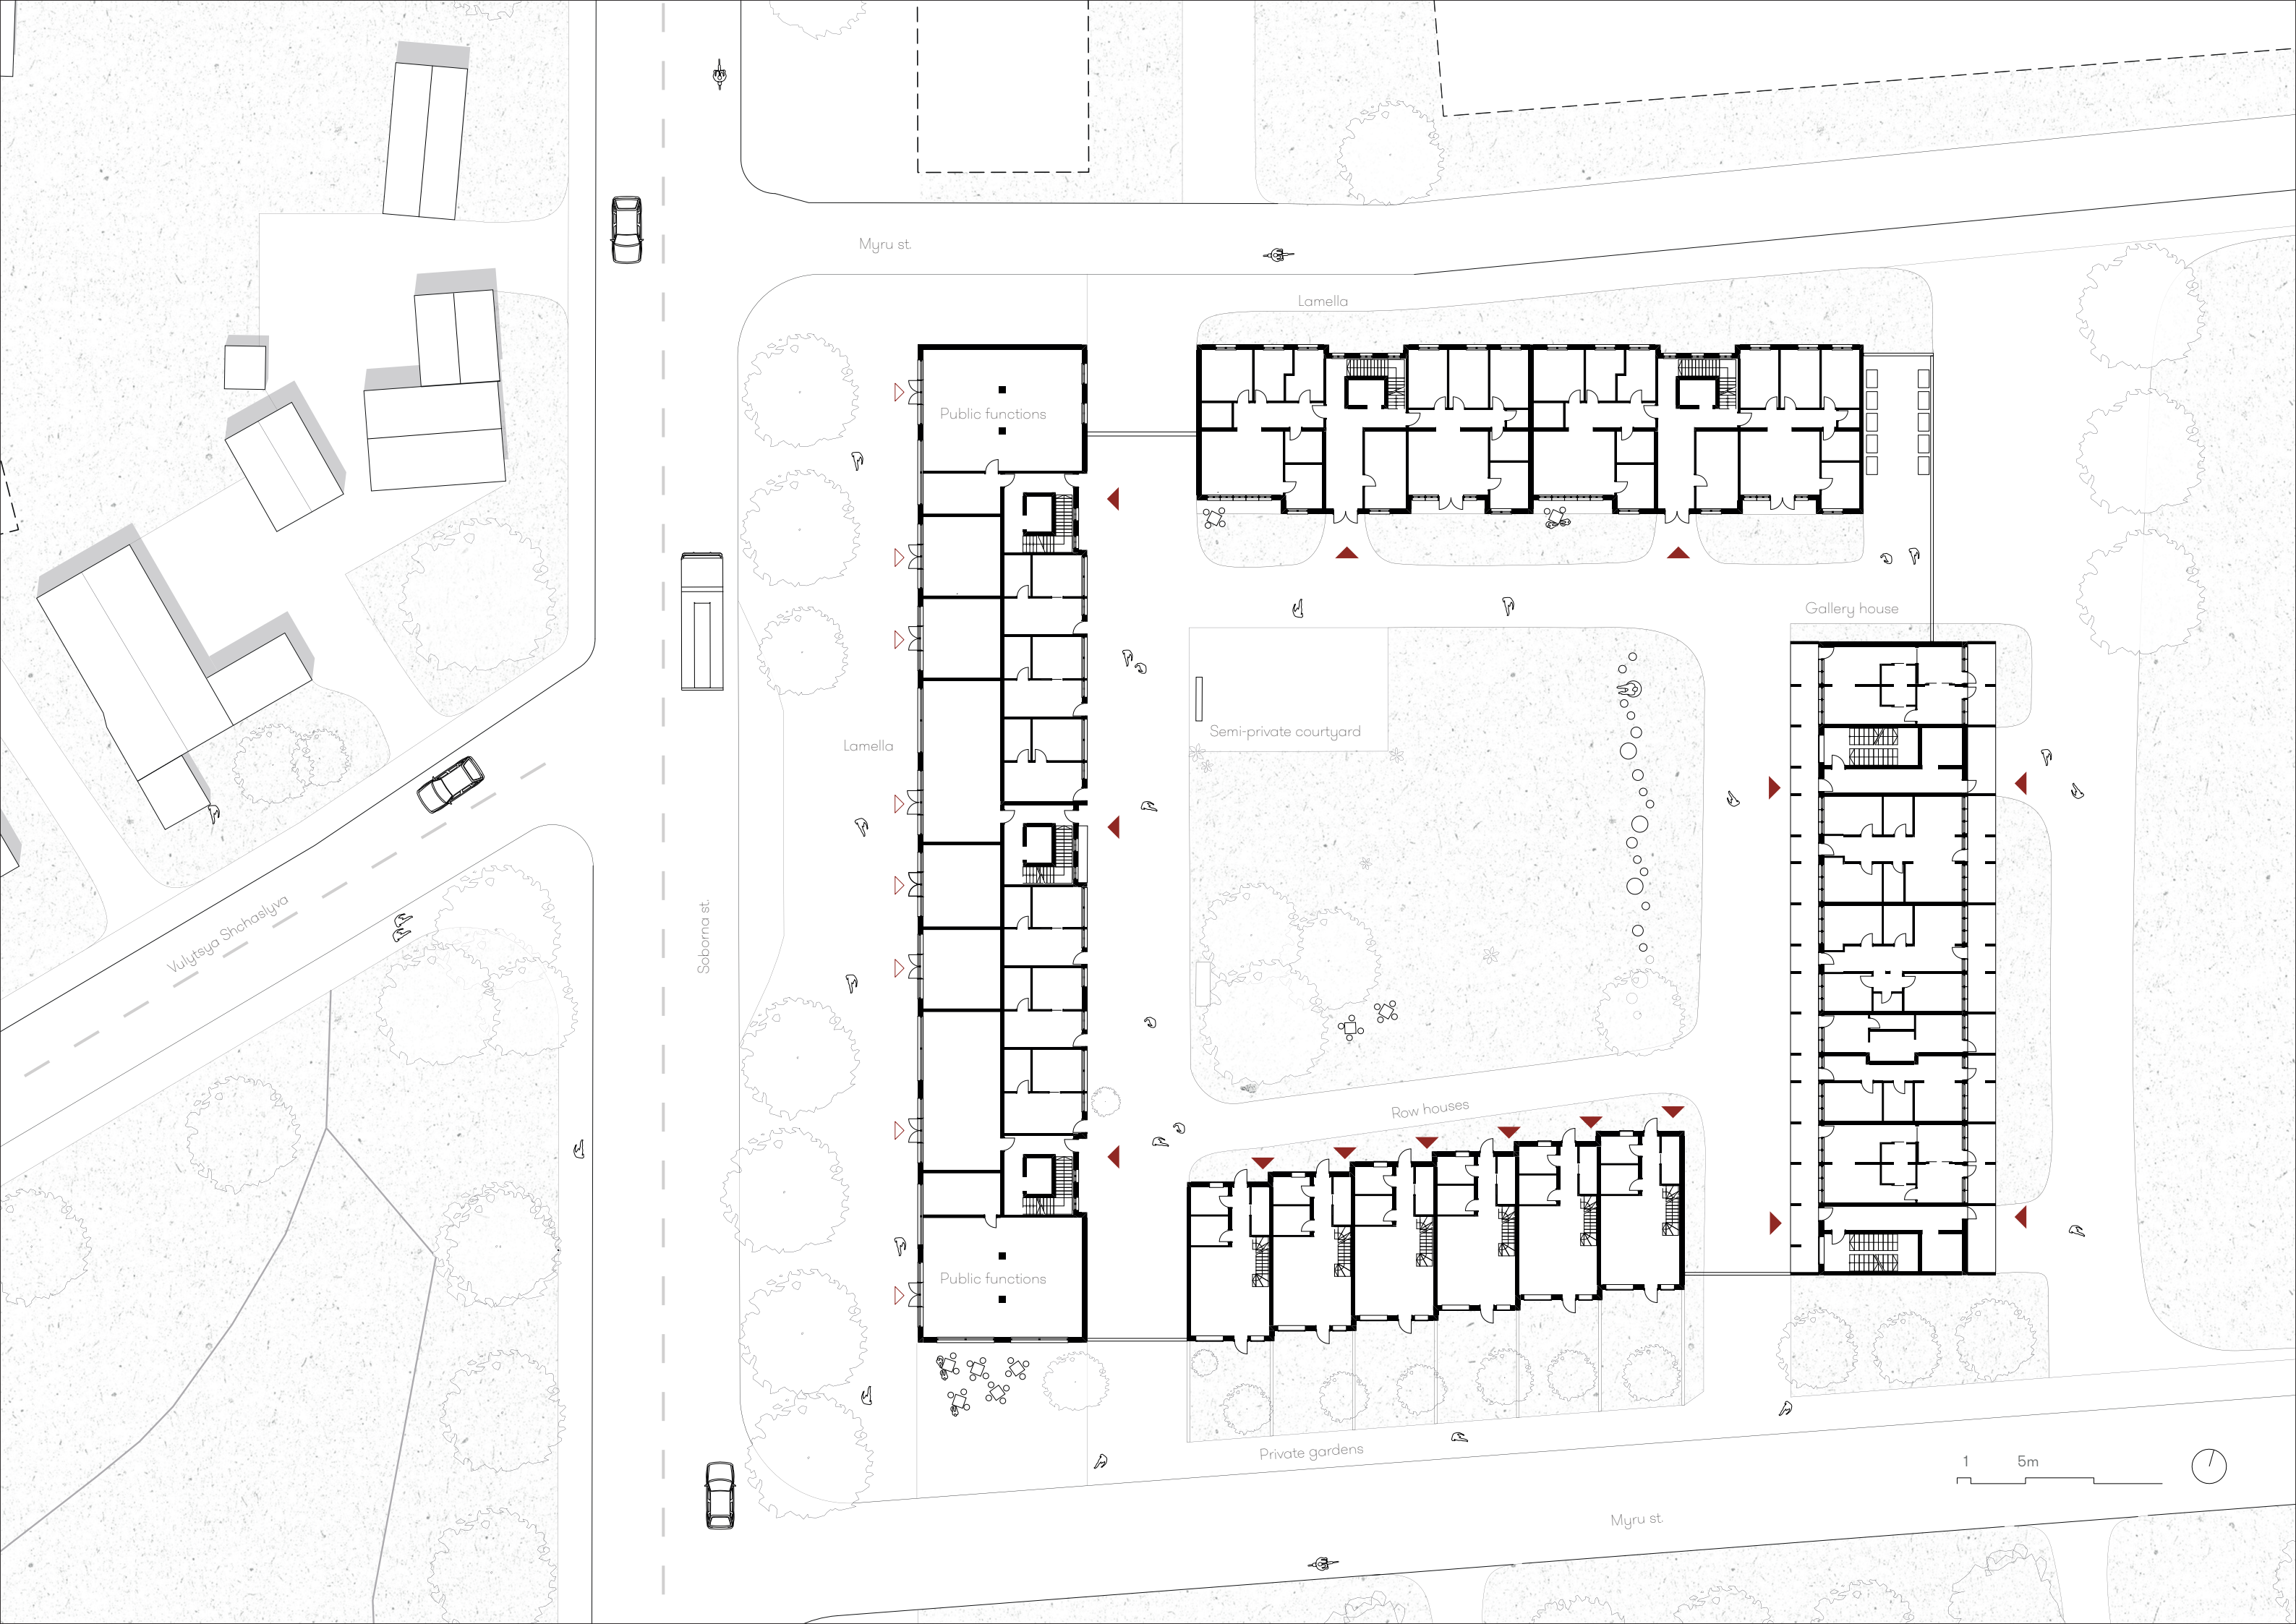 Myru st.
Lamella
Public functions
Gallery house
Semi-private courtyard
Lamella
Vulytsya Shchaslyva
Soborna st.
Row houses
Public functions
Private gardens
1 5m
Myru st.